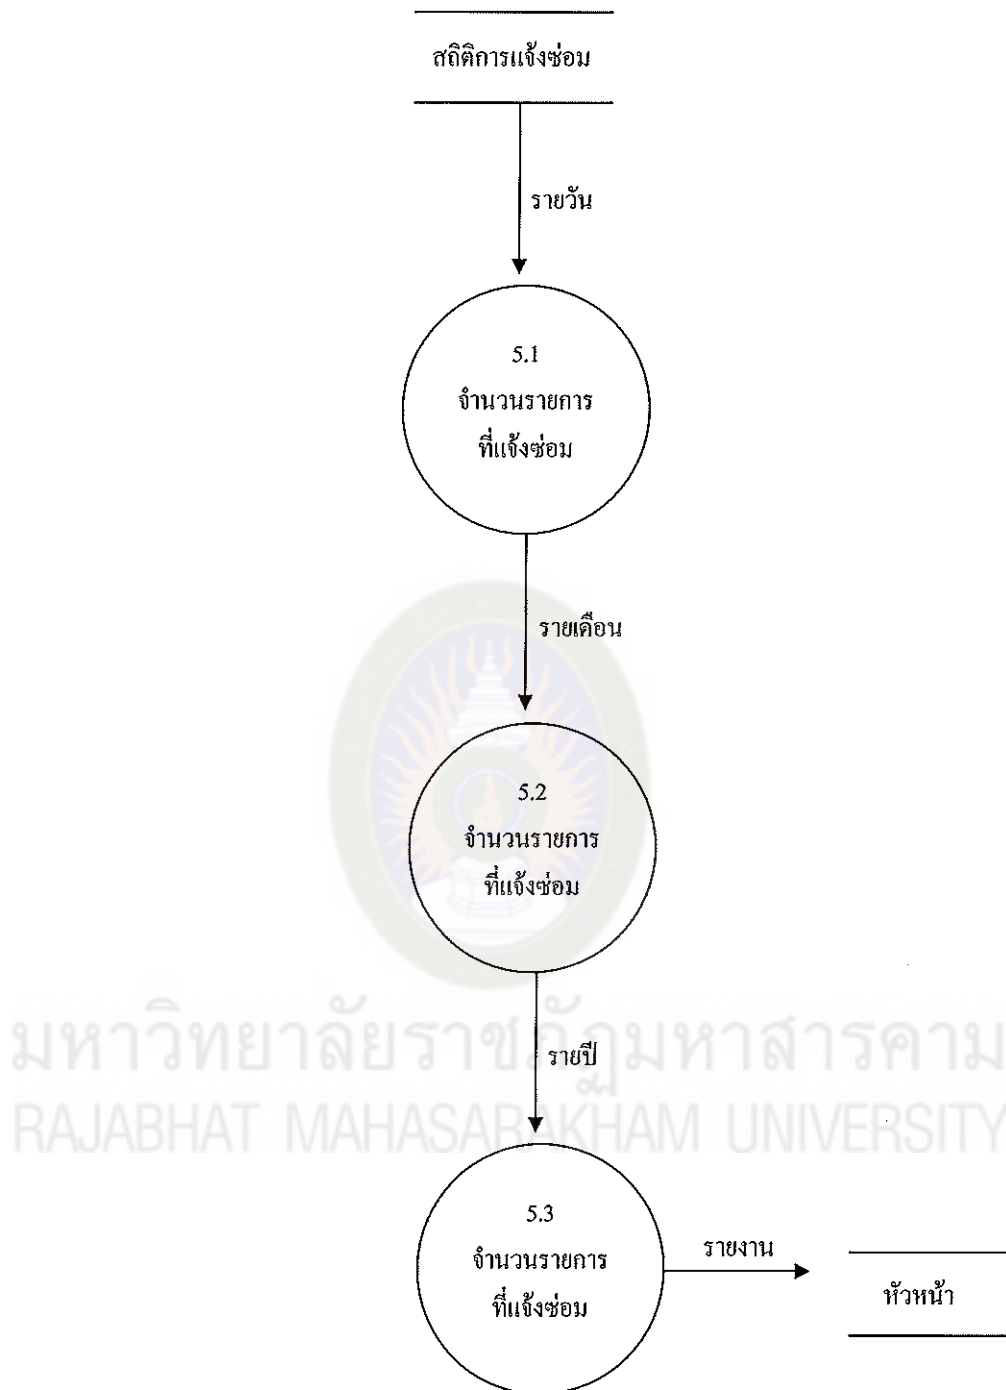 สถิติการแจ้งซ่อม
รายวัน
5.1
จำนวนรายการ
ที่แจ้งซ่อม
รายเดือน
5.2
จำนวนรายการ
ที่แจ้งซ่อม
รายปี
มหาวิทยาลัยราชภัฏมหาสารคาม
RAJABHAT MAHASARAKHAM UNIVERSITY
5.3
จำนวนรายการ
ที่แจ้งซ่อม
รายงาน
หัวหน้า